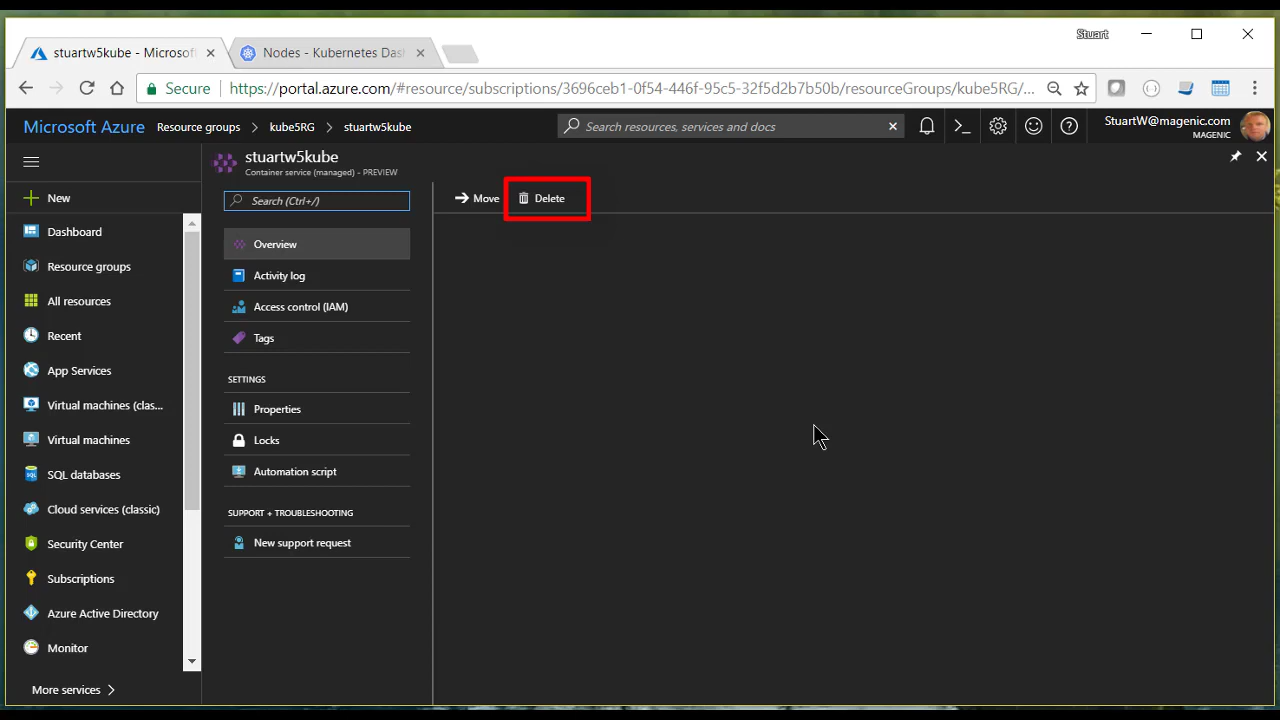 Stuart
stuartw5kube - Microsof
Nodes - Kubernetes Das
Secure
https://portal.azure.com/#resource/subscriptions/3696ceb1-0f54-446f-95c5-32f5d2b7b50b/resourceGroups/kube5RG/...
Microsoft Azure
Resource groups > kube5RG > stuartw5kube
Search resources, services and docs
StuartW@magenic.com
MAGENIC
stuartw5kube
Container service (managed) - PREVIEW
New
Dashboard
Resource groups
All resources
Recent
App Services
Virtual machines (clas...
Virtual machines
SQL databases
Cloud services (classic)
Security Center
Subscriptions
Azure Active Directory
Monitor
More services >
Search (Ctrl+/)
Overview
Activity log
Access control (IAM)
Tags
SETTINGS
Properties
Locks
Automation script
SUPPORT + TROUBLESHOOTING
New support request
Move
Delete